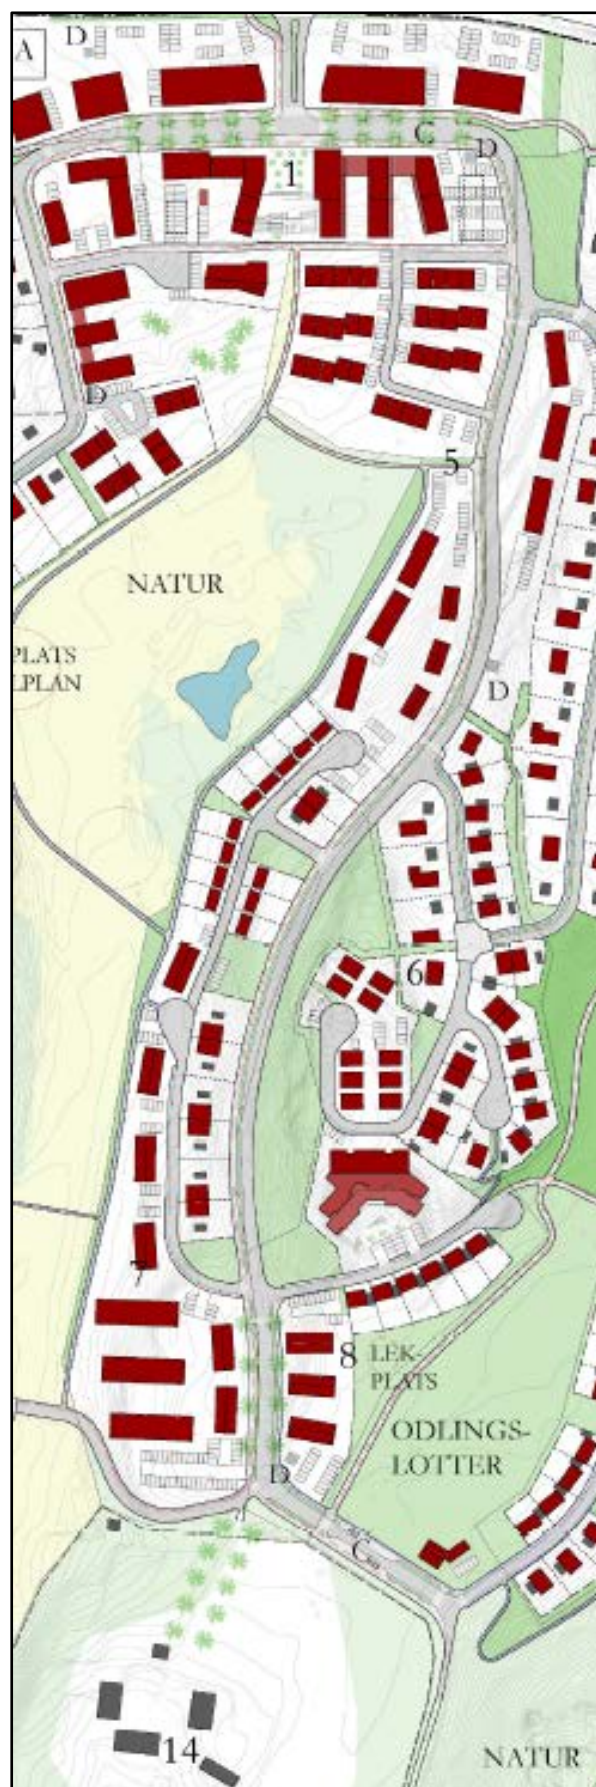 D
A
C
D
1
D
5
NATUR
PLATS
LPLAN
D
6
7
8
LEK-
PLATS
ODLINGS-
LOTTER
D
C
14
NATUR